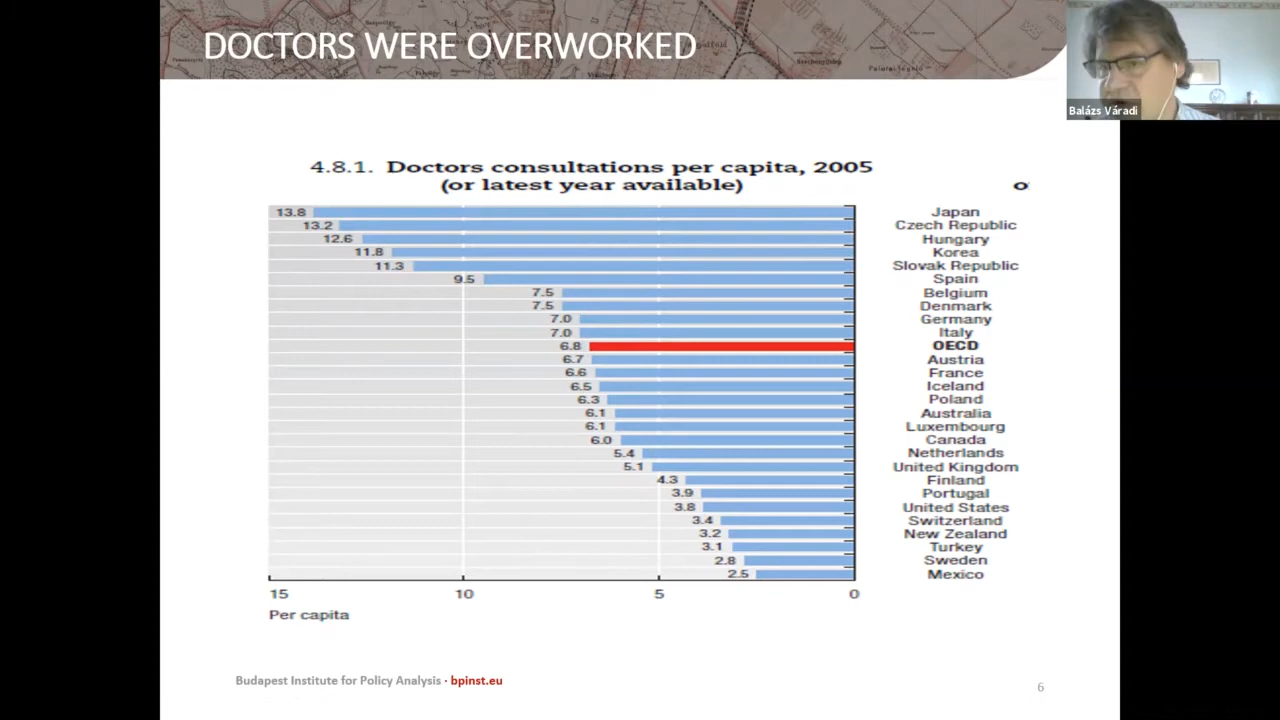 DOCTORS WERE OVERWORKED
Balázs Váradi
4.8.1. Doctors consultations per capita, 2005
(or latest year available)
o
13.8 Japan
13.2 Czech Republic
12.6 Hungary
11.8 Korea
11.3 Slovak Republic
9.5 Spain
7.5 Belgium
7.5 Denmark
7.0 Germany
7.0 Italy
6.8 OECD
6.7 Austria
6.6 France
6.5 Iceland
6.3 Poland
6.1 Australia
6.1 Luxembourg
6.0 Canada
5.4 Netherlands
5.1 United Kingdom
4.3 Finland
3.9 Portugal
3.8 United States
3.4 Switzerland
3.2 New Zealand
3.1 Turkey
2.8 Sweden
2.5 Mexico
15 10 5 0
Per capita
Budapest Institute for Policy Analysis · bpinst.eu
6